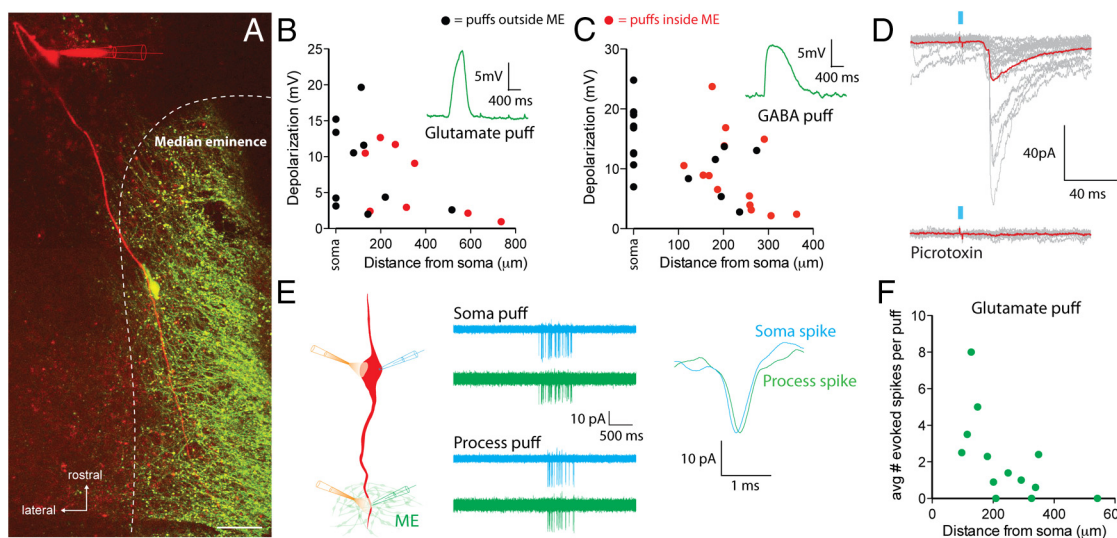 A
Median eminence
rostral
lateral
B
● = puffs outside ME
● = puffs inside ME
Depolarization (mV)
25
20
15
10
5
0
5mV
400 ms
Glutamate puff
soma
200
400
600
800
Distance from soma (μm)
C
Depolarization (mV)
30
20
10
0
5mV
400 ms
GABA puff
soma
100
200
300
400
Distance from soma (μm)
D
40pA
40 ms
Picrotoxin
E
ME
Soma puff
10 pA
500 ms
Process puff
Soma spike
Process spike
10 pA
1 ms
F
Glutamate puff
avg # evoked spikes per puff
10
8
6
4
2
0
0
200
400
60
Distance from soma (μm)